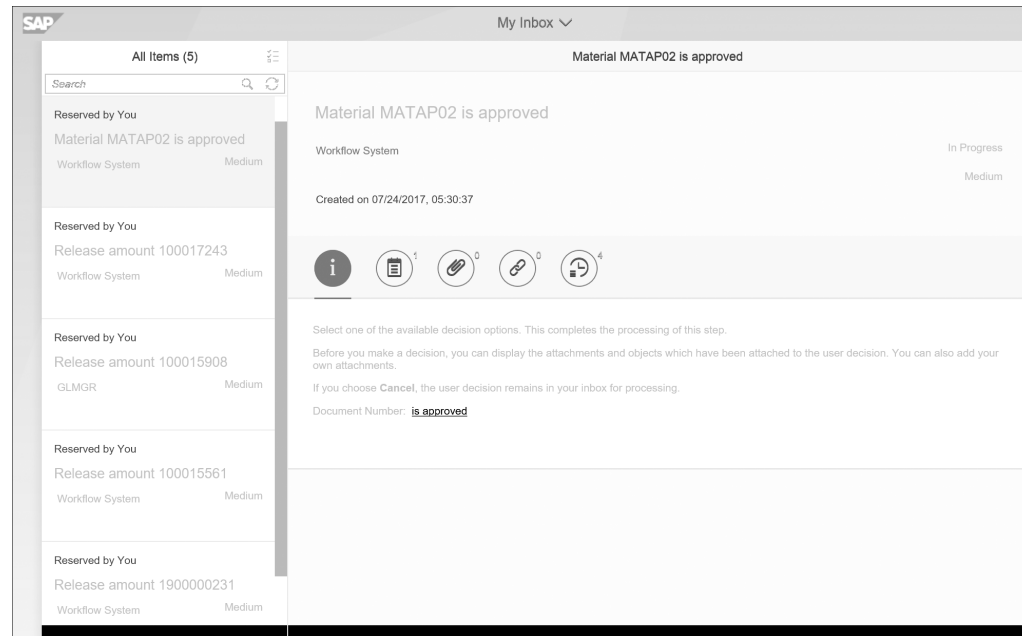 SAP
My Inbox
All Items (5)
Search
Reserved by You
Material MATAP02 is approved
Workflow System Medium
Reserved by You
Release amount 100017243
Workflow System Medium
Reserved by You
Release amount 100015908
GLMGR Medium
Reserved by You
Release amount 100015561
Workflow System Medium
Reserved by You
Release amount 1900000231
Workflow System Medium
Material MATAP02 is approved
Material MATAP02 is approved
Workflow System In Progress
Medium
Created on 07/24/2017, 05:30:37
i 1 0 0 4
Select one of the available decision options. This completes the processing of this step.
Before you make a decision, you can display the attachments and objects which have been attached to the user decision. You can also add your
own attachments.
If you choose Cancel, the user decision remains in your inbox for processing.
Document Number: is approved